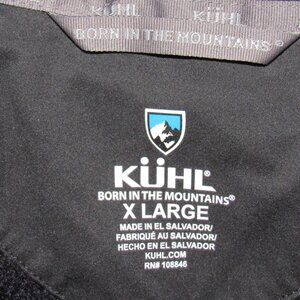 KÜHL KÜHL
BORN IN THE MOUNTAINS®
KÜHL®
BORN IN THE MOUNTAINS®
X LARGE
MADE IN EL SALVADOR/
FABRIQUÉ AU SALVADOR/
HECHO EN EL SALVADOR
KUHL.COM
RN# 108846